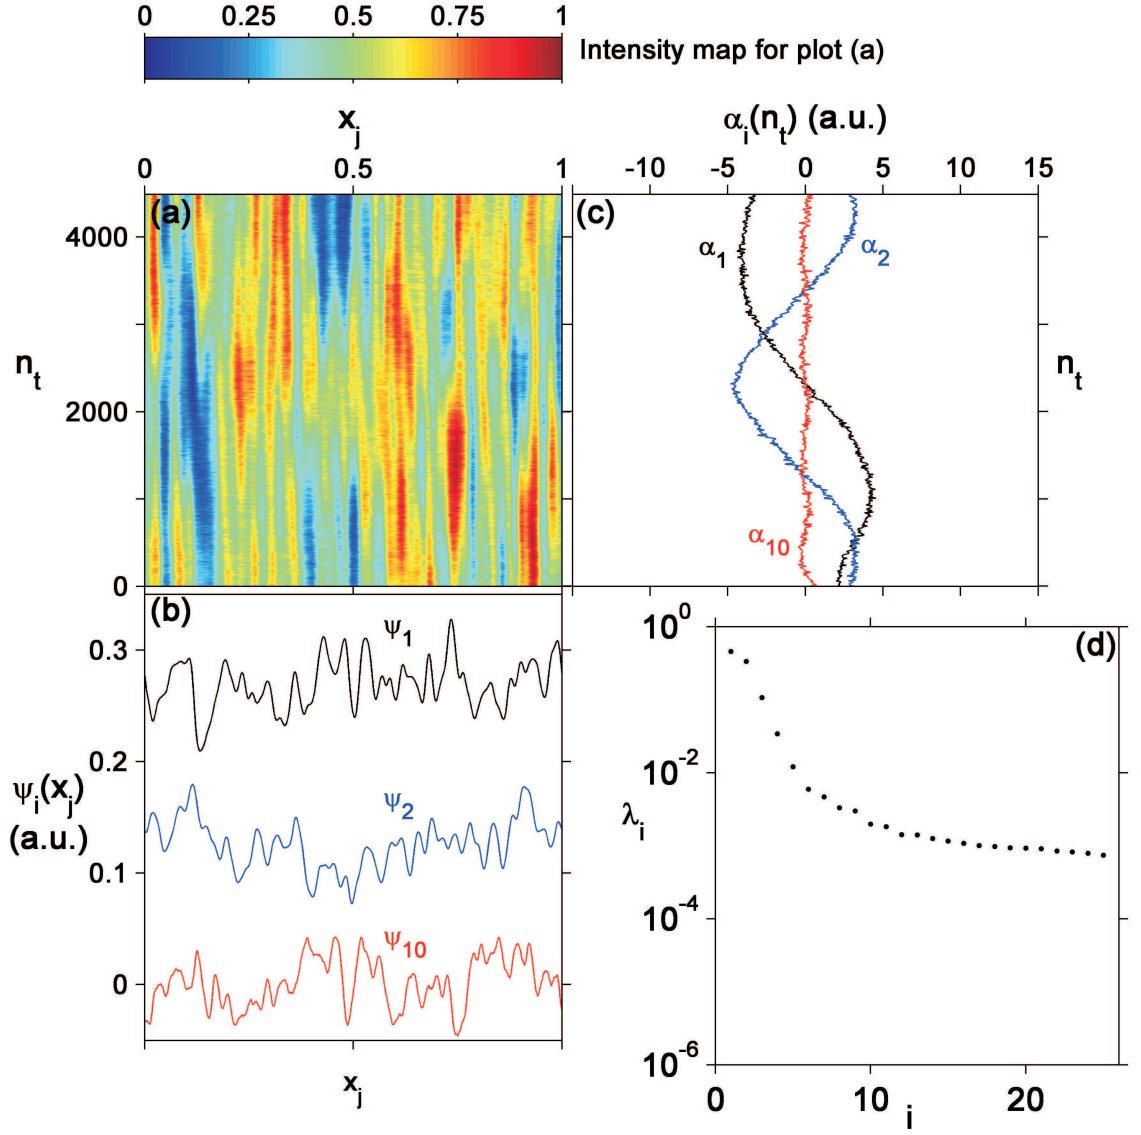 0 0.25 0.5 0.75 1
Intensity map for plot (a)
x_j
0 0.5 1
α_i(n_t) (a.u.)
-10 -5 0 5 10 15
(a)
(c)
4000
2000
0
n_t
α_1
α_2
α_10
n_t
(b)
0.3
0.2
0.1
0
ψ_i(x_j)
(a.u.)
ψ_1
ψ_2
ψ_10
x_j
(d)
10^0
10^-2
10^-4
10^-6
λ_i
0 10 20
i